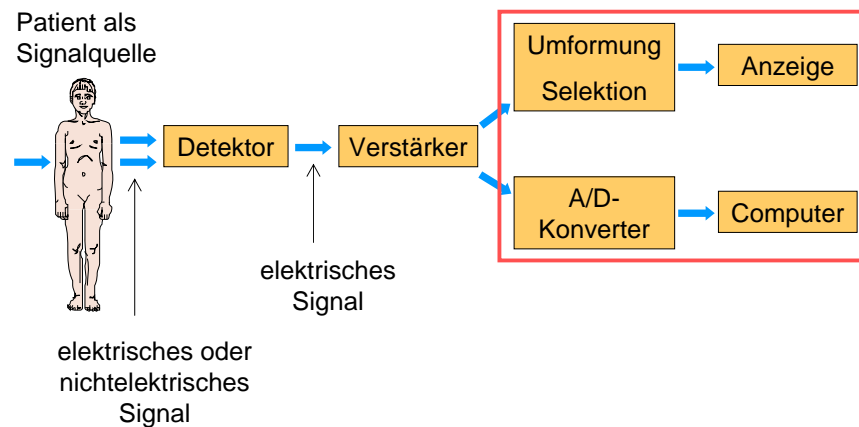 Patient als
Signalquelle
Detektor
Verstärker
Umformung
Selektion
Anzeige
A/D-
Konverter
Computer
elektrisches
Signal
elektrisches oder
nichtelektrisches
Signal